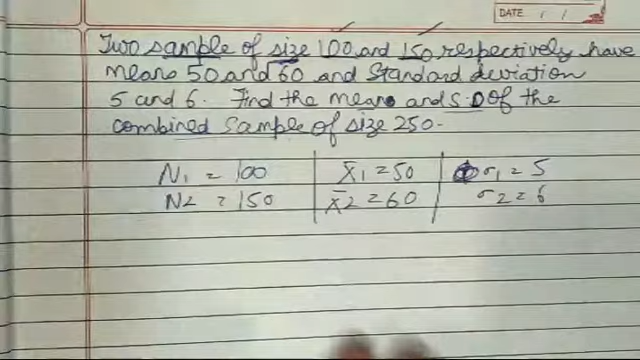 DATE / /
Two sample of size 100 and 150 respectively have
means 50 and 60 and Standard deviation
5 and 6. Find the mean and S.D of the
combined Sample of size 250.
N1 = 100 x̄1 = 50 σ1 = 5
N2 = 150 x̄2 = 60 σ2 = 6